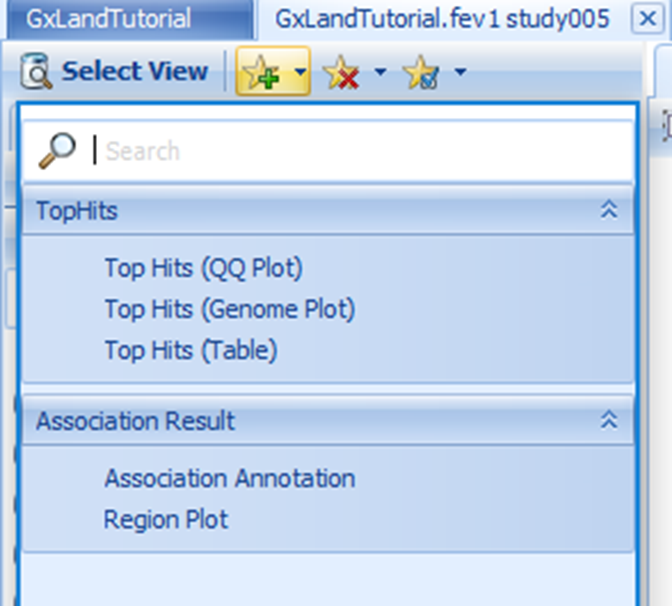 GxLandTutorial
GxLandTutorial.fev1 study005
Select View
Search
TopHits
Top Hits (QQ Plot)
Top Hits (Genome Plot)
Top Hits (Table)
Association Result
Association Annotation
Region Plot